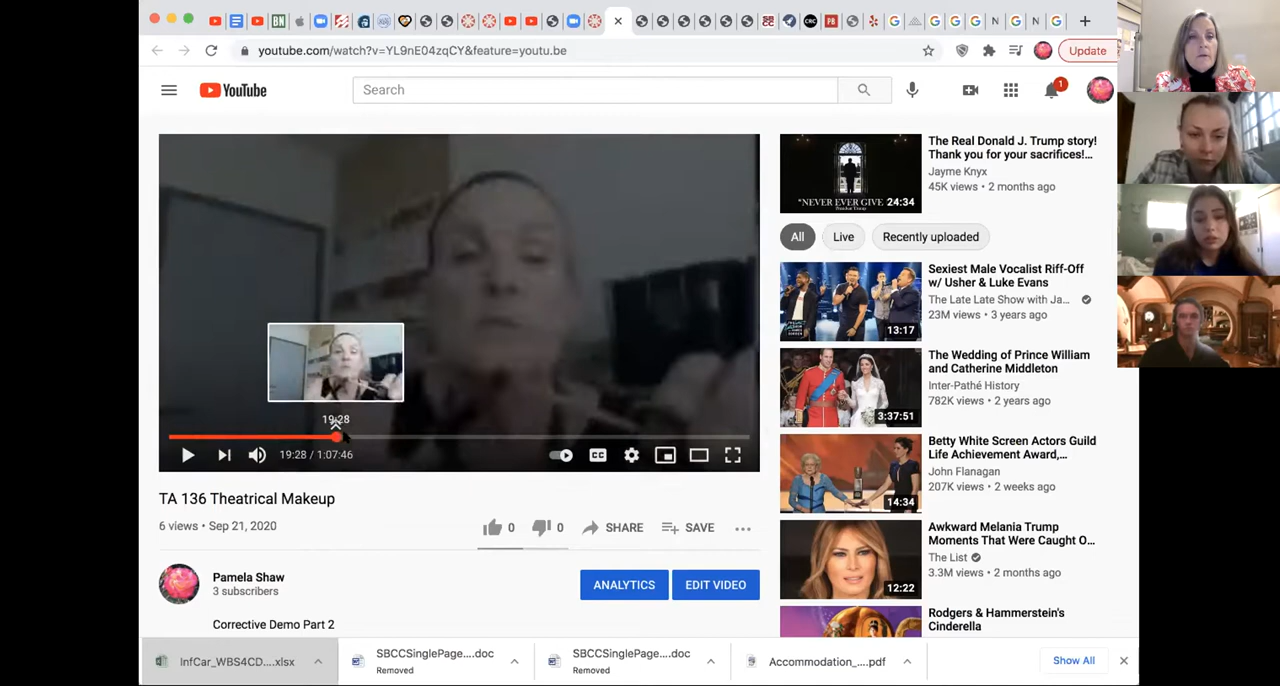 BN
CRC
PB
G
G
G
G
N
G
N
G
youtube.com/watch?v=YL9nE04zqCY&feature=youtu.be
Update
YouTube
Search
1
The Real Donald J. Trump story!
Thank you for your sacrifices!...
Jayme Knyx
45K views • 2 months ago
"NEVER EVER GIVE
24:34
All
Live
Recently uploaded
Sexiest Male Vocalist Riff-Off
w/ Usher & Luke Evans
The Late Late Show with Ja...
23M views • 3 years ago
13:17
The Wedding of Prince William
and Catherine Middleton
Inter-Pathé History
782K views • 2 years ago
3:37:51
Betty White Screen Actors Guild
Life Achievement Award,...
John Flanagan
207K views • 2 weeks ago
14:34
Awkward Melania Trump
Moments That Were Caught O...
The List
3.3M views • 2 months ago
12:22
Rodgers & Hammerstein's
Cinderella
19:28
19:28 / 1:07:46
CC
TA 136 Theatrical Makeup
6 views • Sep 21, 2020
0
0
SHARE
SAVE
Pamela Shaw
3 subscribers
ANALYTICS
EDIT VIDEO
Corrective Demo Part 2
InfCar_WBS4CD....xlsx
SBCCSinglePage....doc
Removed
SBCCSinglePage....doc
Removed
Accommodation_....pdf
Show All